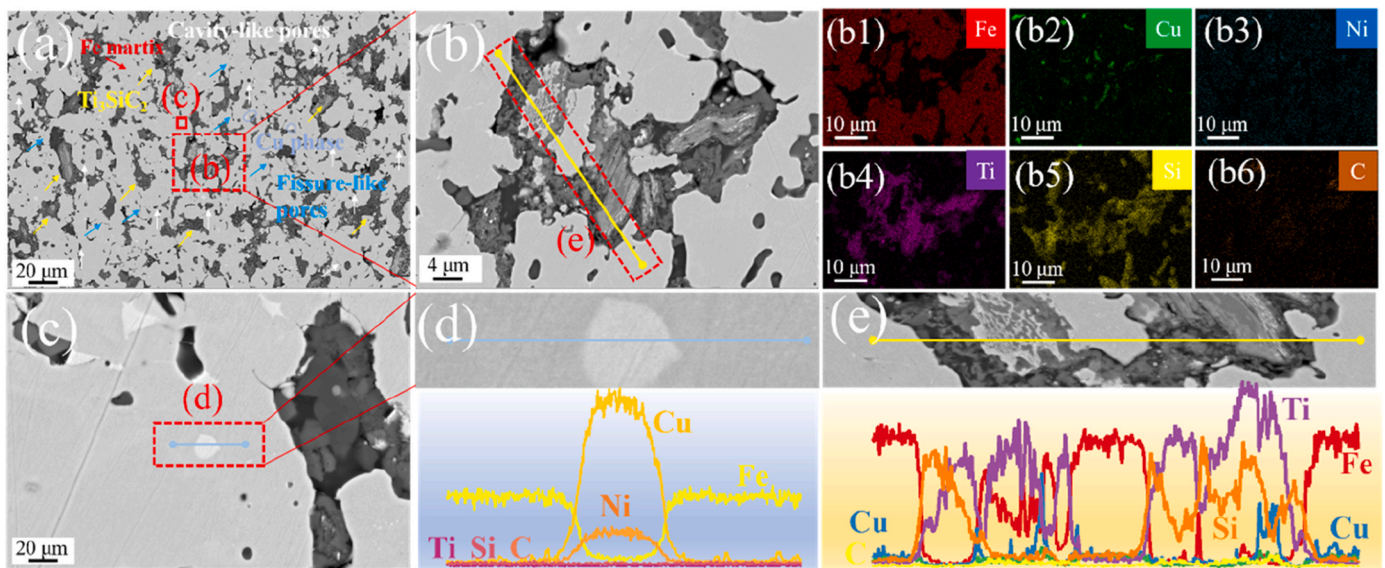 (a)
Cavity-like pores
Fe martix
Ti₃SiC₂
(c)
Cu phase
(b)
Fissure-like
pores
20 μm
(b)
(e)
4 μm
(b1)
Fe
10 μm
(b2)
Cu
10 μm
(b3)
Ni
10 μm
(b4)
Ti
10 μm
(b5)
Si
10 μm
(b6)
C
10 μm
(c)
(d)
20 μm
(d)
Cu
Fe
Ni
Ti Si C
(e)
Ti
Fe
Cu
Si
Cu
C